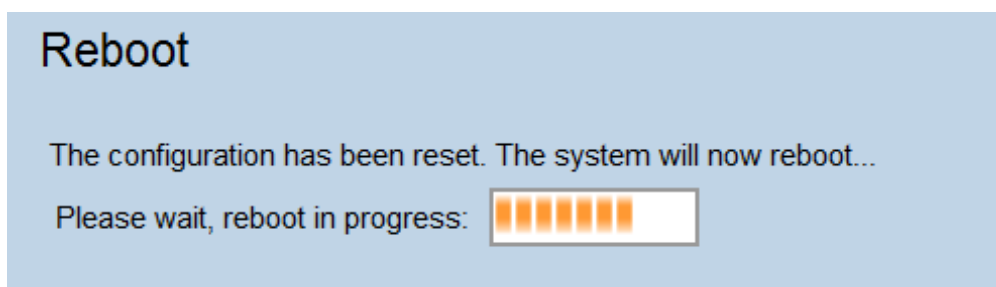 Reboot
The configuration has been reset. The system will now reboot...
Please wait, reboot in progress: